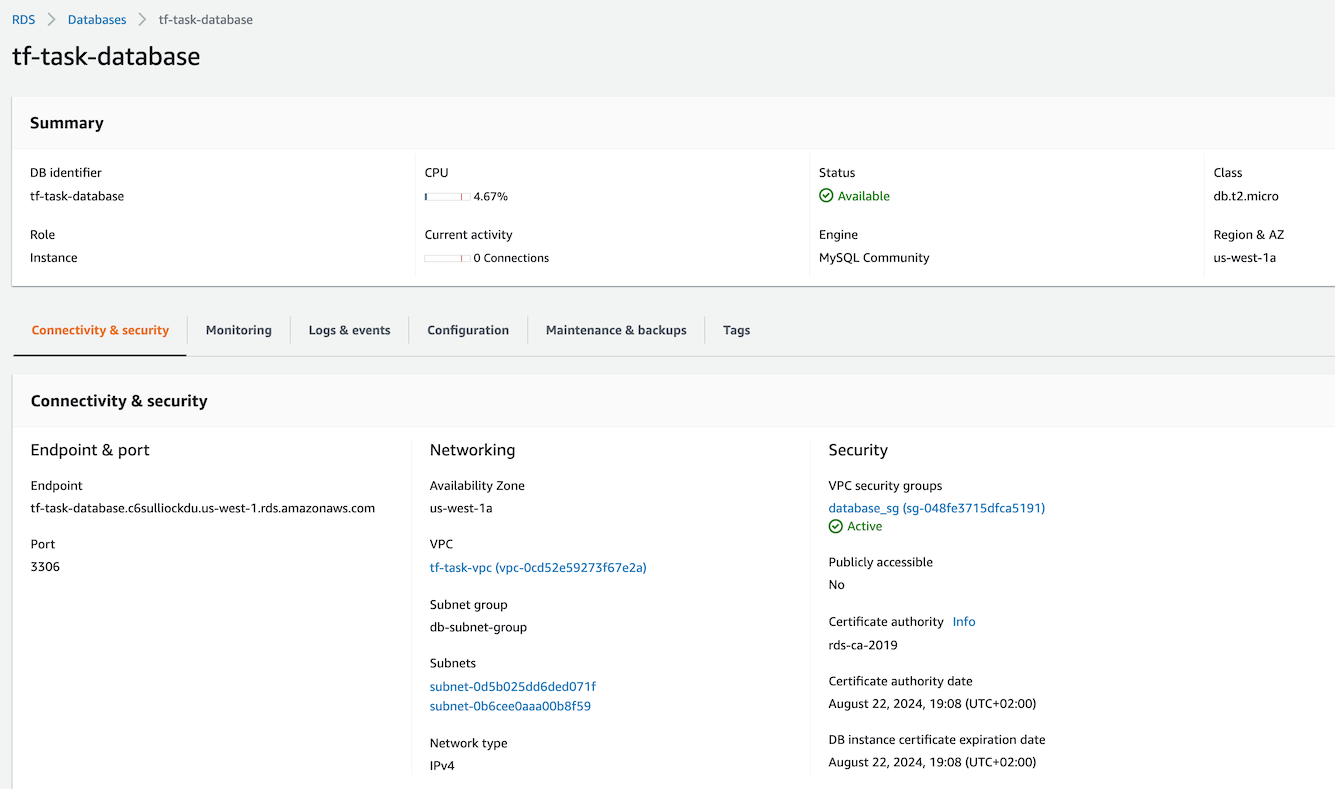 RDS > Databases > tf-task-database
tf-task-database
Summary
DB identifier
tf-task-database
CPU
4.67%
Status
Available
Class
db.t2.micro
Role
Instance
Current activity
0 Connections
Engine
MySQL Community
Region & AZ
us-west-1a
Connectivity & security
Monitoring
Logs & events
Configuration
Maintenance & backups
Tags
Connectivity & security
Endpoint & port
Endpoint
tf-task-database.c6sulliockdu.us-west-1.rds.amazonaws.com
Port
3306
Networking
Availability Zone
us-west-1a
VPC
tf-task-vpc (vpc-0cd52e59273f67e2a)
Subnet group
db-subnet-group
Subnets
subnet-0d5b025dd6ded071f
subnet-0b6cee0aaa00b8f59
Network type
IPv4
Security
VPC security groups
database_sg (sg-048fe3715dfca5191)
Active
Publicly accessible
No
Certificate authority Info
rds-ca-2019
Certificate authority date
August 22, 2024, 19:08 (UTC+02:00)
DB instance certificate expiration date
August 22, 2024, 19:08 (UTC+02:00)